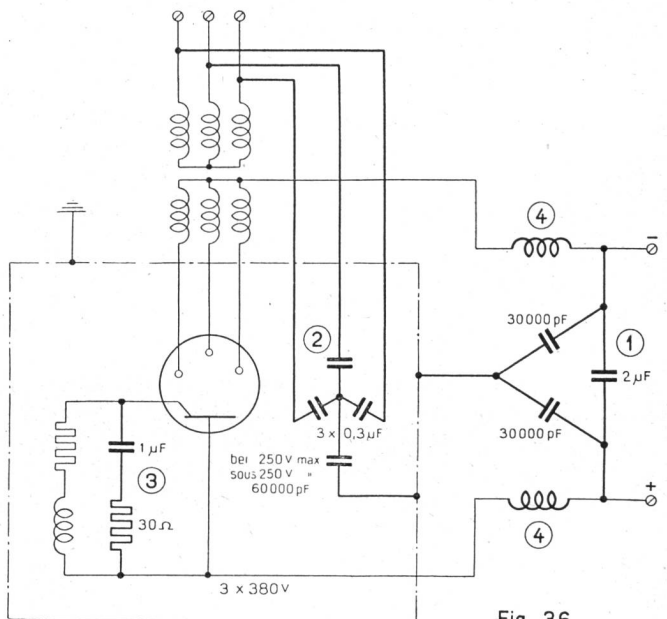 ④
−
30000 pF
②
①
2 µF
3 x 0,3 µF
30000 pF
1 µF
bei 250 V max
sous 250 V "
60000 pF
③
30 Ω
+
④
3 x 380 V
Fig. 36